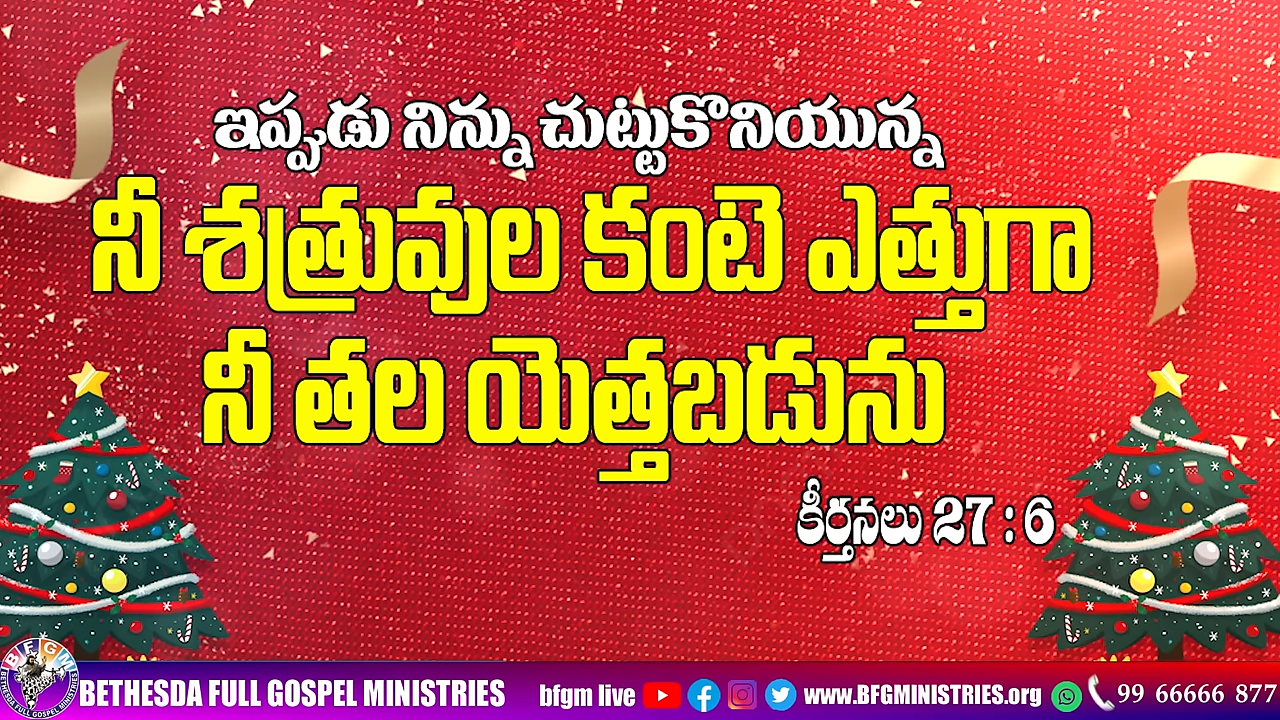 ఇప్పుడు నిన్ను చుట్టుకొనియున్న
నీ శత్రువుల కంటె ఎత్తుగా
నీ తల యెత్తబడును
కీర్తనలు 27 : 6
BFGM
BETHESDA FULL GOSPEL MINISTRIES bfgm live www.BFGMINISTRIES.org 99 66666 877